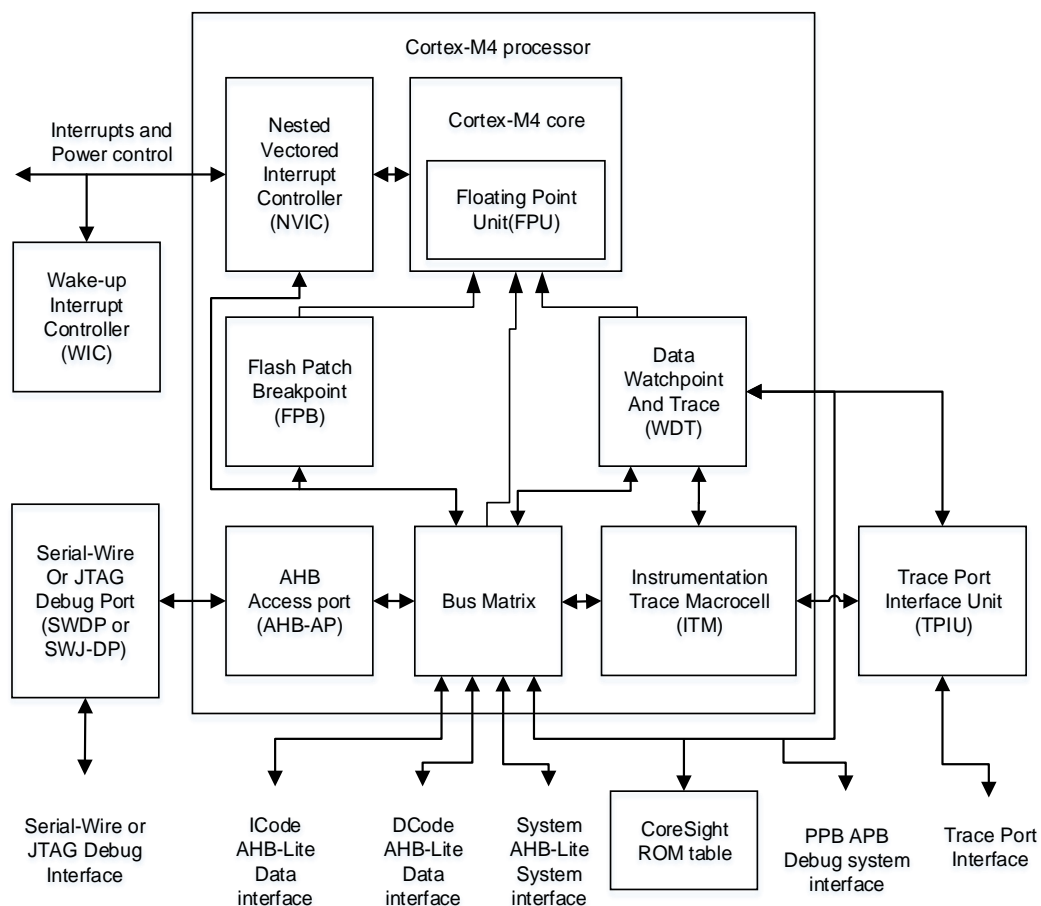 Cortex-M4 processor
Nested
Vectored
Interrupt
Controller
(NVIC)
Cortex-M4 core
Floating Point
Unit(FPU)
Interrupts and
Power control
Wake-up
Interrupt
Controller
(WIC)
Flash Patch
Breakpoint
(FPB)
Data
Watchpoint
And Trace
(WDT)
Serial-Wire
Or JTAG
Debug Port
(SWDP or
SWJ-DP)
AHB
Access port
(AHB-AP)
Bus Matrix
Instrumentation
Trace Macrocell
(ITM)
Trace Port
Interface Unit
(TPIU)
Serial-Wire or
JTAG Debug
Interface
ICode
AHB-Lite
Data
interface
DCode
AHB-Lite
Data
interface
System
AHB-Lite
System
interface
CoreSight
ROM table
PPB APB
Debug system
interface
Trace Port
Interface